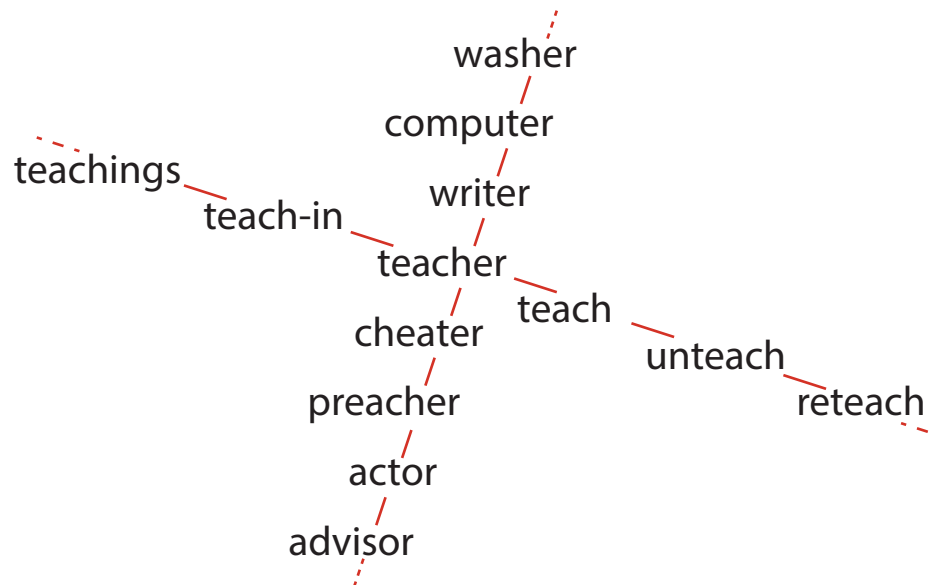 washer
computer
teachings
writer
teach-in
teacher
teach
cheater
unteach
preacher
reteach
actor
advisor